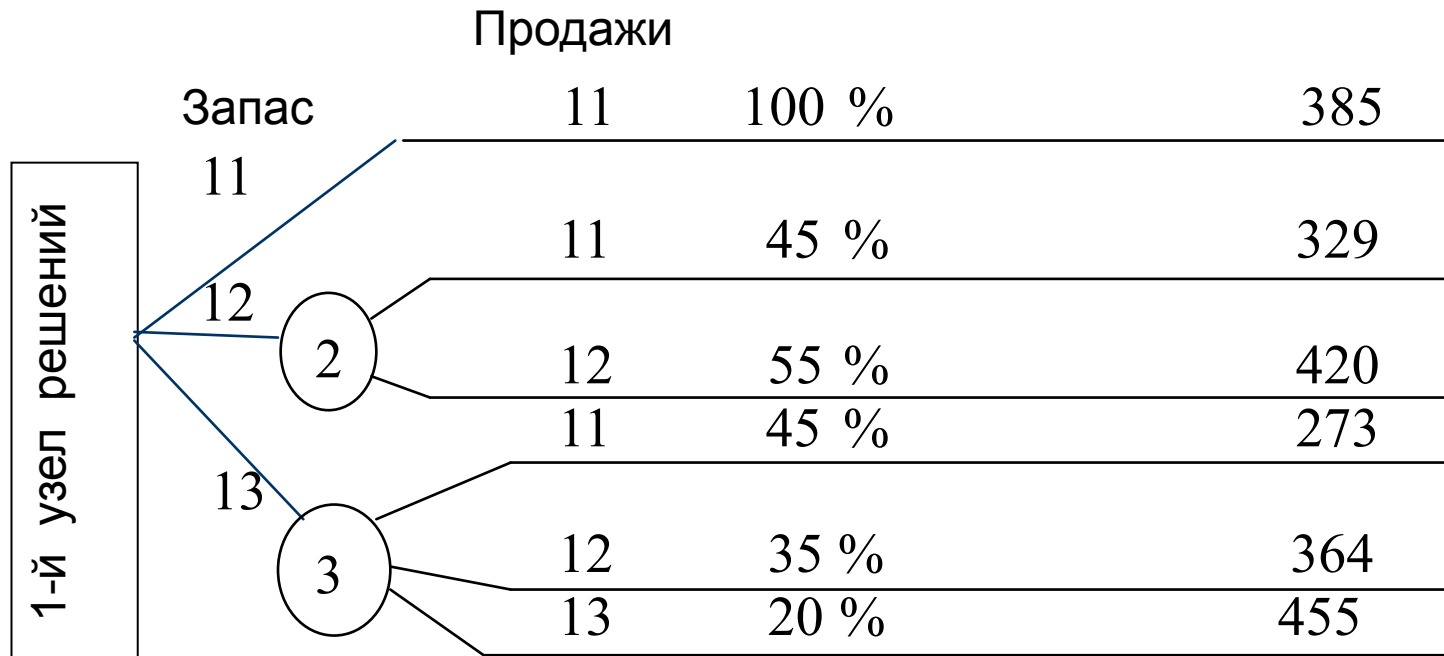 Продажи
Запас
11 100 % 385
11
11 45 % 329
12
2
12 55 % 420
11 45 % 273
13
12 35 % 364
3
13 20 % 455
1-й узел решений